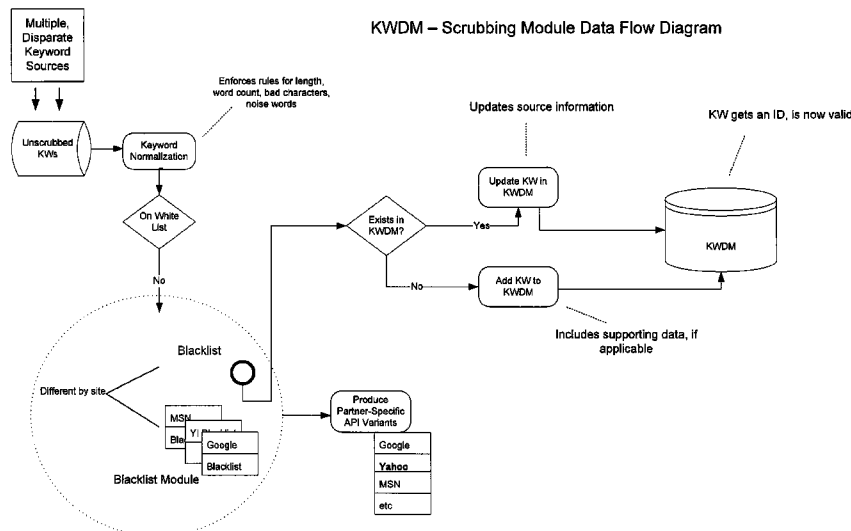 KWDM – Scrubbing Module Data Flow Diagram
Multiple,
Disparate
Keyword
Sources
Enforces rules for length,
word count, bad characters,
noise words
Unscrubbed
KWs
Keyword
Normalization
On White
List
No
Updates source information
KW gets an ID, is now valid
Update KW in
KWDM
Exists in
KWDM?
Yes
KWDM
No
Add KW to
KWDM
Includes supporting data, if
applicable
Blacklist
Different by site
MSN
Google
Blacklist
Blacklist Module
Produce
Partner-Specific
API Variants
Google
Yahoo
MSN
etc